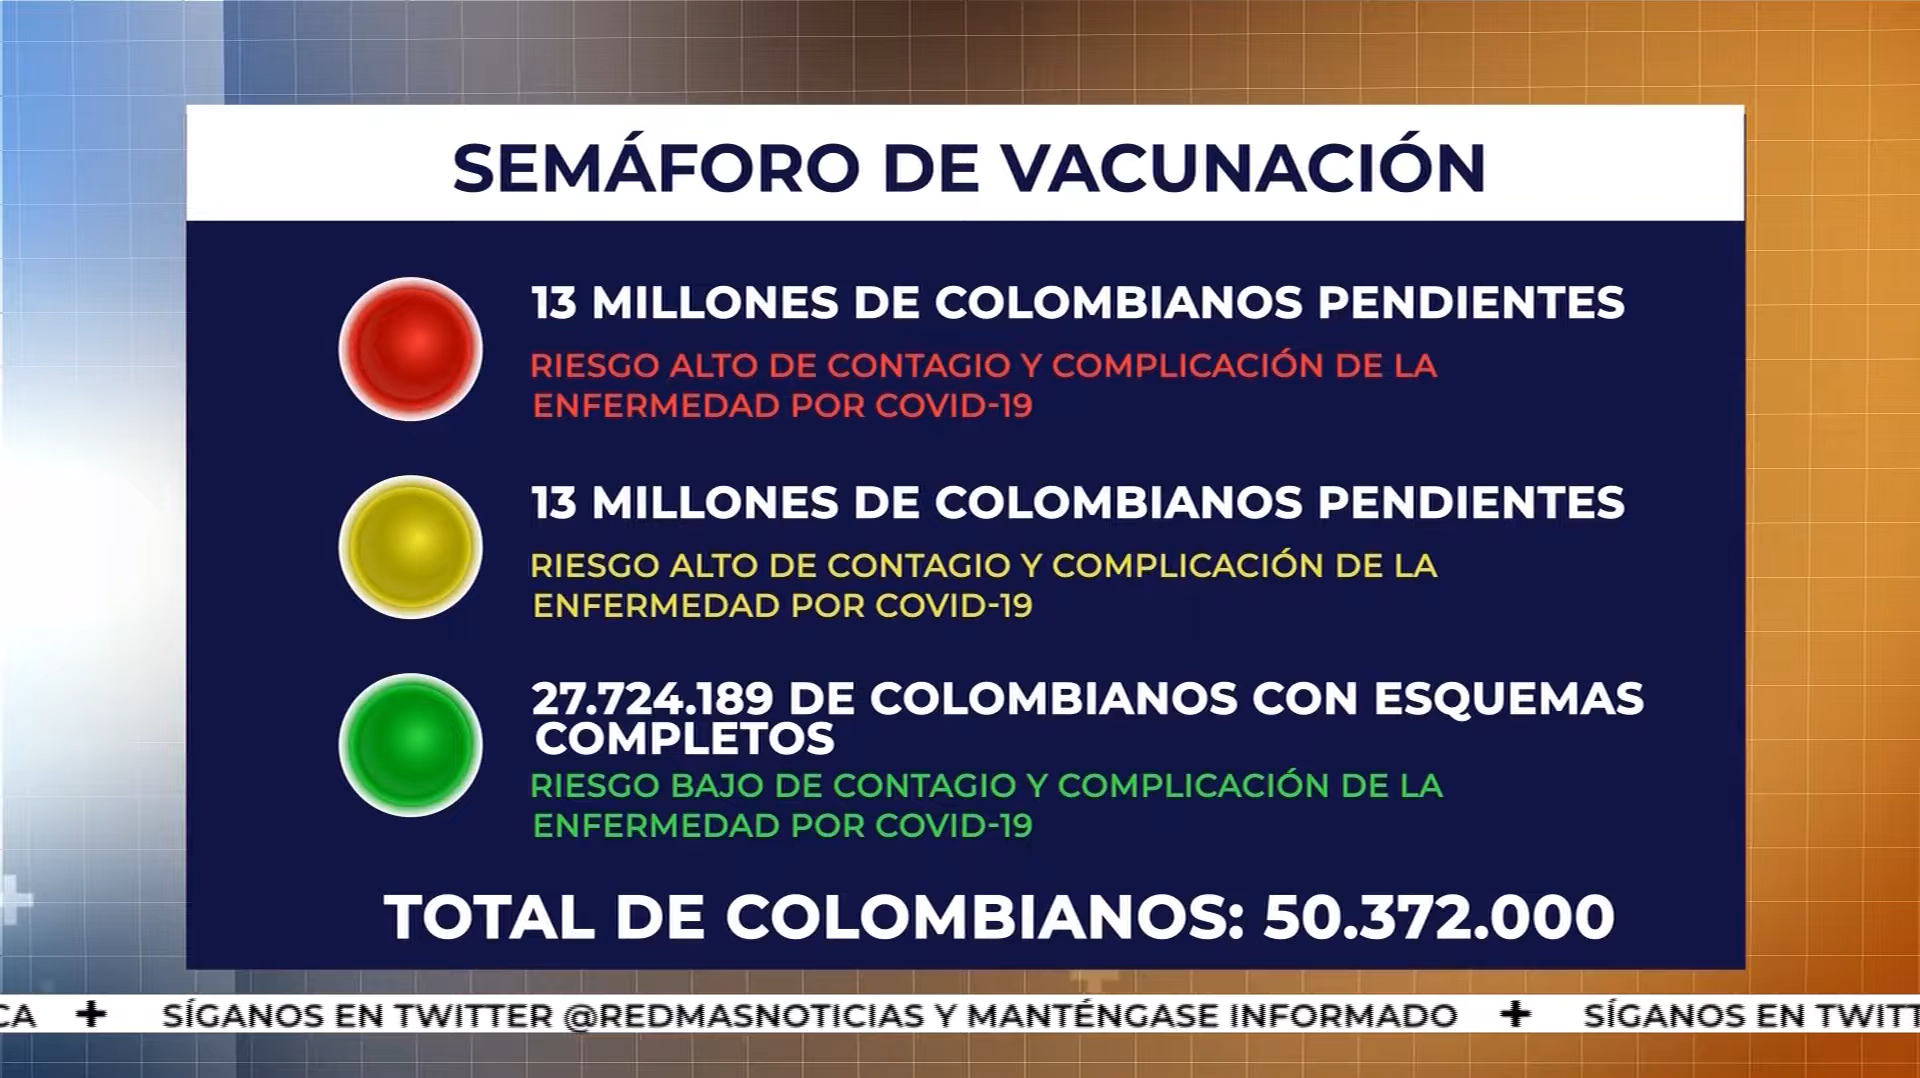 SEMÁFORO DE VACUNACIÓN
13 MILLONES DE COLOMBIANOS PENDIENTES
RIESGO ALTO DE CONTAGIO Y COMPLICACIÓN DE LA
ENFERMEDAD POR COVID-19
13 MILLONES DE COLOMBIANOS PENDIENTES
RIESGO ALTO DE CONTAGIO Y COMPLICACIÓN DE LA
ENFERMEDAD POR COVID-19
27.724.189 DE COLOMBIANOS CON ESQUEMAS
COMPLETOS
RIESGO BAJO DE CONTAGIO Y COMPLICACIÓN DE LA
ENFERMEDAD POR COVID-19
TOTAL DE COLOMBIANOS: 50.372.000
CA + SÍGANOS EN TWITTER @REDMASNOTICIAS Y MANTÉNGASE INFORMADO + SÍGANOS EN TWITT